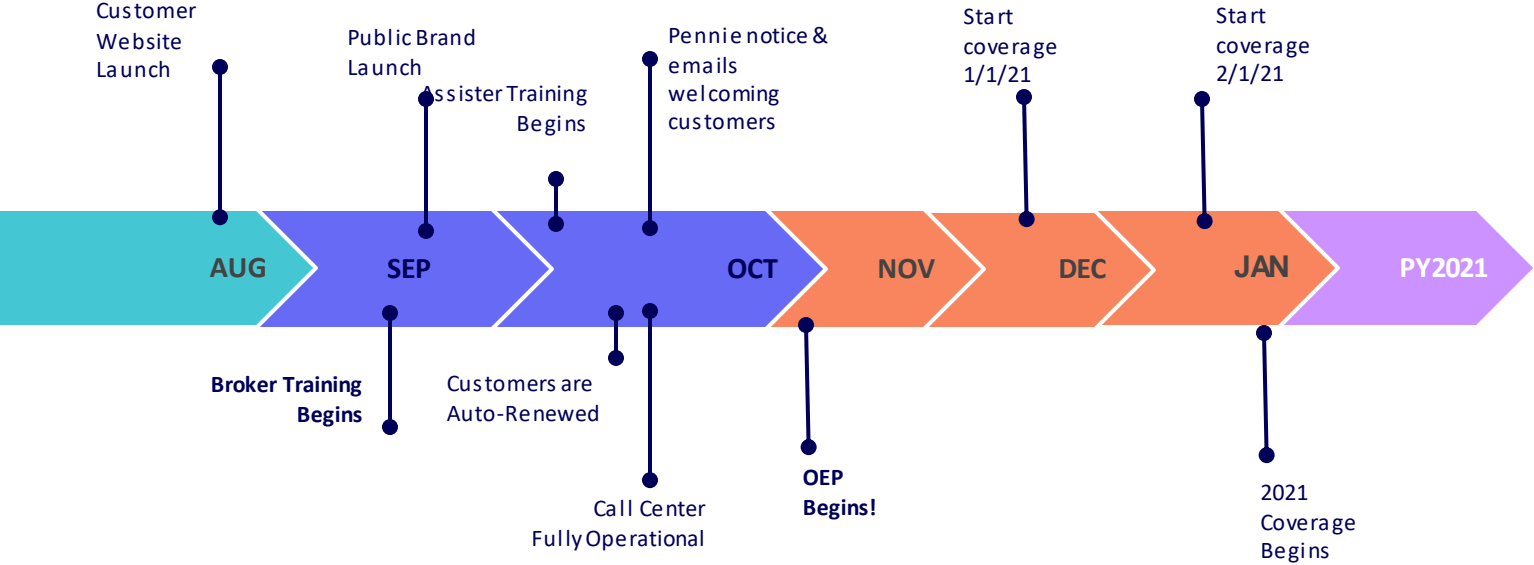 Customer
Website
Launch
Public Brand
Launch
Assister Training
Begins
Pennie notice &
emails
welcoming
customers
Start
coverage
1/1/21
Start
coverage
2/1/21
AUG
SEP
OCT
NOV
DEC
JAN
PY2021
Broker Training
Begins
Customers are
Auto-Renewed
Call Center
Fully Operational
OEP
Begins!
2021
Coverage
Begins